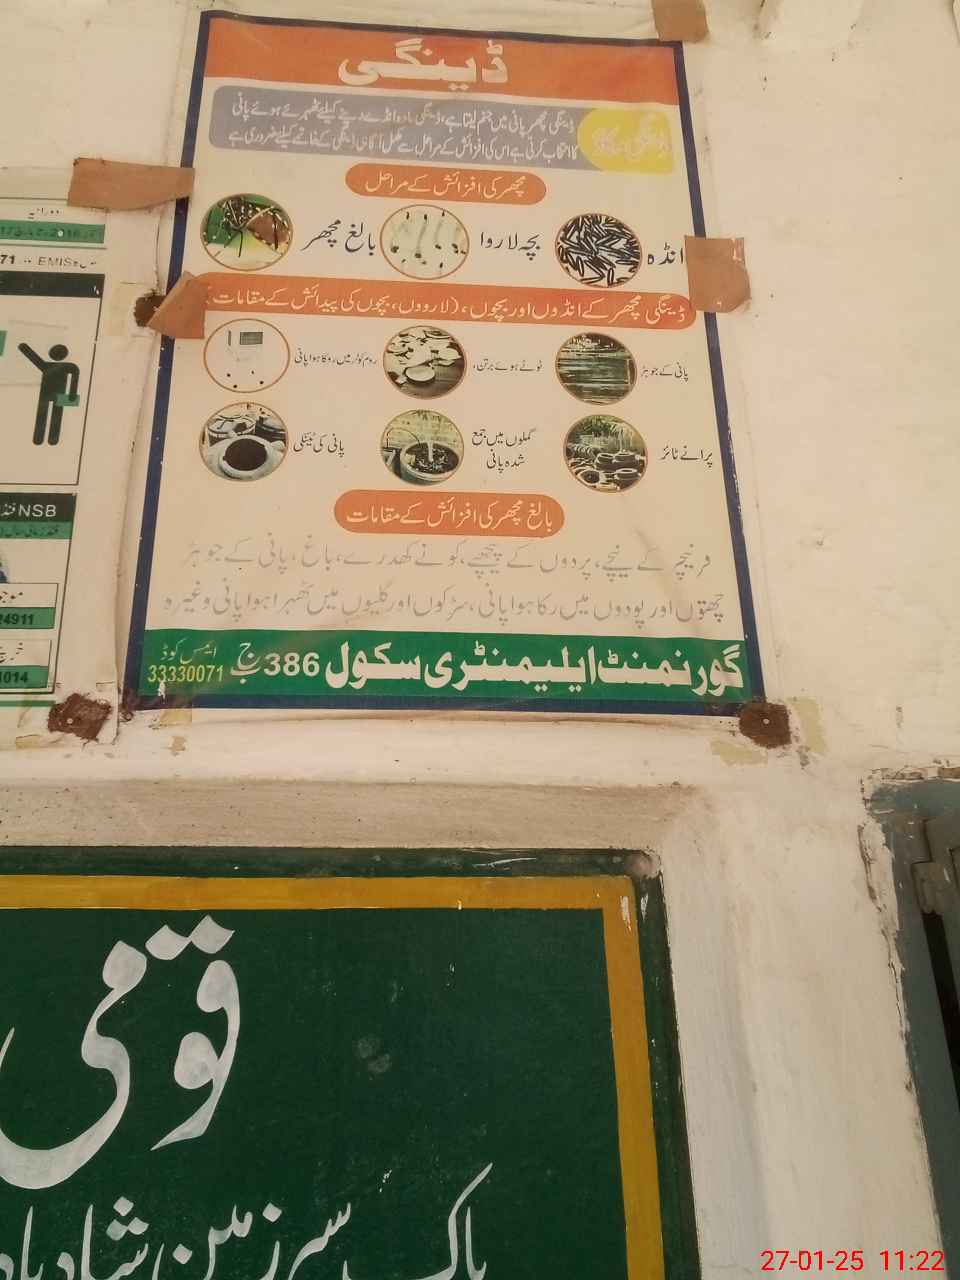 ڈینگی
ڈینگی مچھر پانی میں جنم لیتا ہے، ڈینگی مادہ انڈے دینے کیلئے ٹھہرے ہوئے پانی
کا انتخاب کرتی ہے اس کی افزائش کے مراحل سے مکمل آگاہی ڈینگی کے خاتمے کیلئے ضروری ہے
مچھر کی افزائش کے مراحل
انڈہ
بچہ لاروا
بالغ مچھر
ڈینگی مچھر کے انڈوں اور بچوں، (لارووں، بچوں کی پیدائش کے مقامات
پانی کے جوہڑ
ٹوٹے ہوئے برتن،
روم کولر میں روکا ہوا پانی
پرانے ٹائر
گملوں میں جمع
شدہ پانی
پانی کی ٹینکی
بالغ مچھر کی افزائش کے مقامات
فرنیچر کے نیچے، پردوں کے پیچھے، کونے کھدرے، باغ، پانی کے جوہڑ
چھتوں اور پودوں میں رکا ہوا پانی، سڑکوں اور گلیوں میں ٹھہرا ہوا پانی وغیرہ
گورنمنٹ ایلیمنٹری سکول 386 ج ب
ایمس کوڈ
33330071
EMIS
71
NSB
24911
1014
قومی
پاک سرزمین شاد باد
27-01-25 11:22